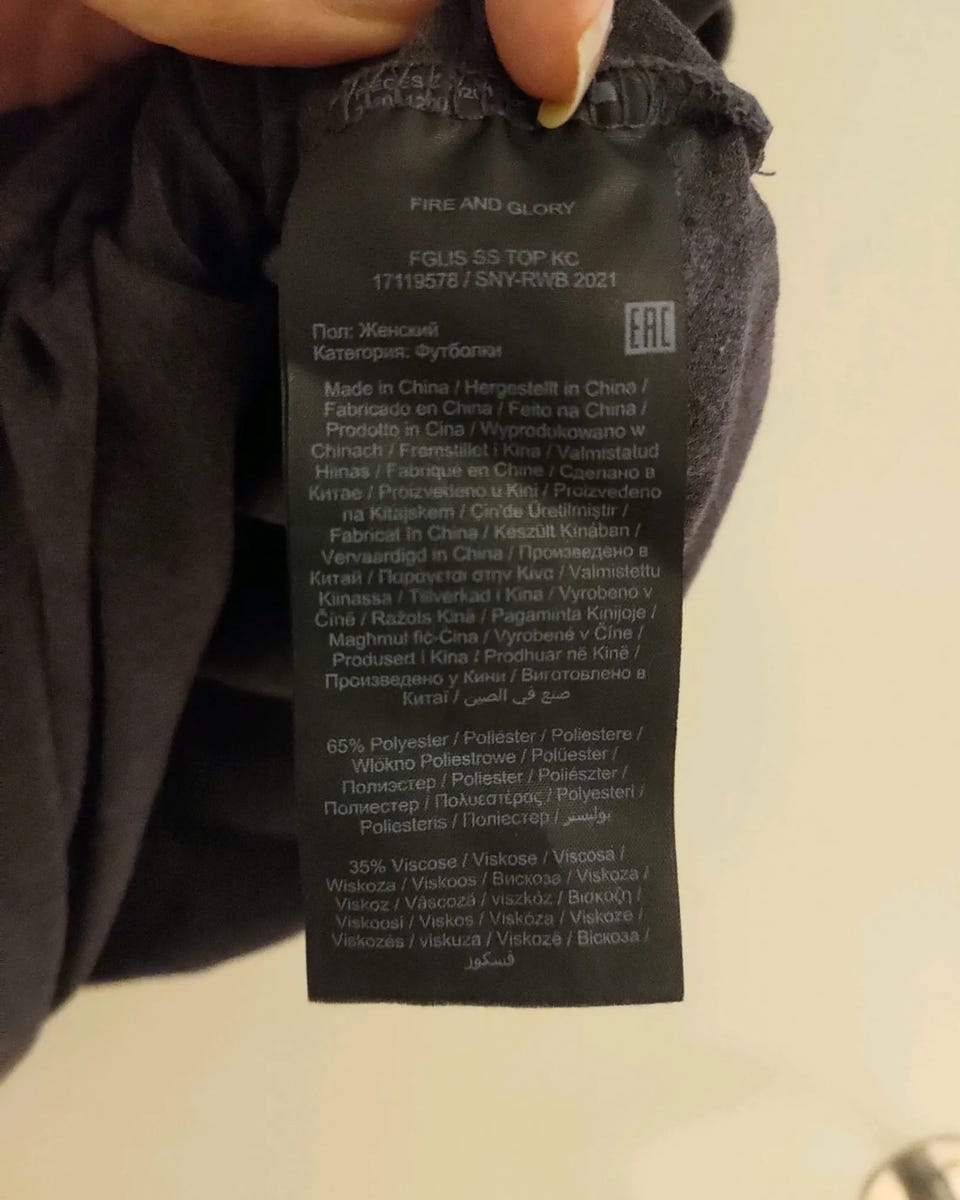 FIRE AND GLORY
FGLIS SS TOP KC
17119578 / SNY-RWB 2021
EAC
Пол: Женский
Категория: Футболки
Made in China / Hergestellt in China /
Fabricado en China / Feito na China /
Prodotto in Cina / Wyprodukowano w
Chinach / Fremstillet i Kina / Valmistatud
Hiinas / Fabriqué en Chine / Сделано в
Китае / Proizvedeno u Kini / Proizvedeno
na Kitajskem / Çin'de Üretilmiştir /
Fabricat în China / Készült Kínában /
Vervaardigd in China / Произведено в
Китай / Παράγεται στην Κίνα / Valmistettu
Kiinassa / Tillverkad i Kina / Vyrobeno v
Číně / Ražots Ķīnā / Pagaminta Kinijoje /
Magħmul fiċ-Ċina / Vyrobené v Číne /
Produsert i Kina / Prodhuar në Kinë /
Произведено у Кини / Виготовлено в
Китаї / صنع في الصين
65% Polyester / Poliéster / Poliestere /
Włókno Poliestrowe / Polüester /
Полиэстер / Poliester / Poliészter /
Полиестер / Πολυεστέρας / Polyesteri /
Poliesteris / Поліестер / بوليستر
35% Viscose / Viskose / Viscosa /
Wiskoza / Viskoos / Вискоза / Viskoza /
Viskoz / Vâscoză / viszkóz / Βισκόζη /
Viskoosi / Viskos / Viskóza / Viskoze /
Viskozės / viskuza / Viskozë / Віскоза /
فسكوز